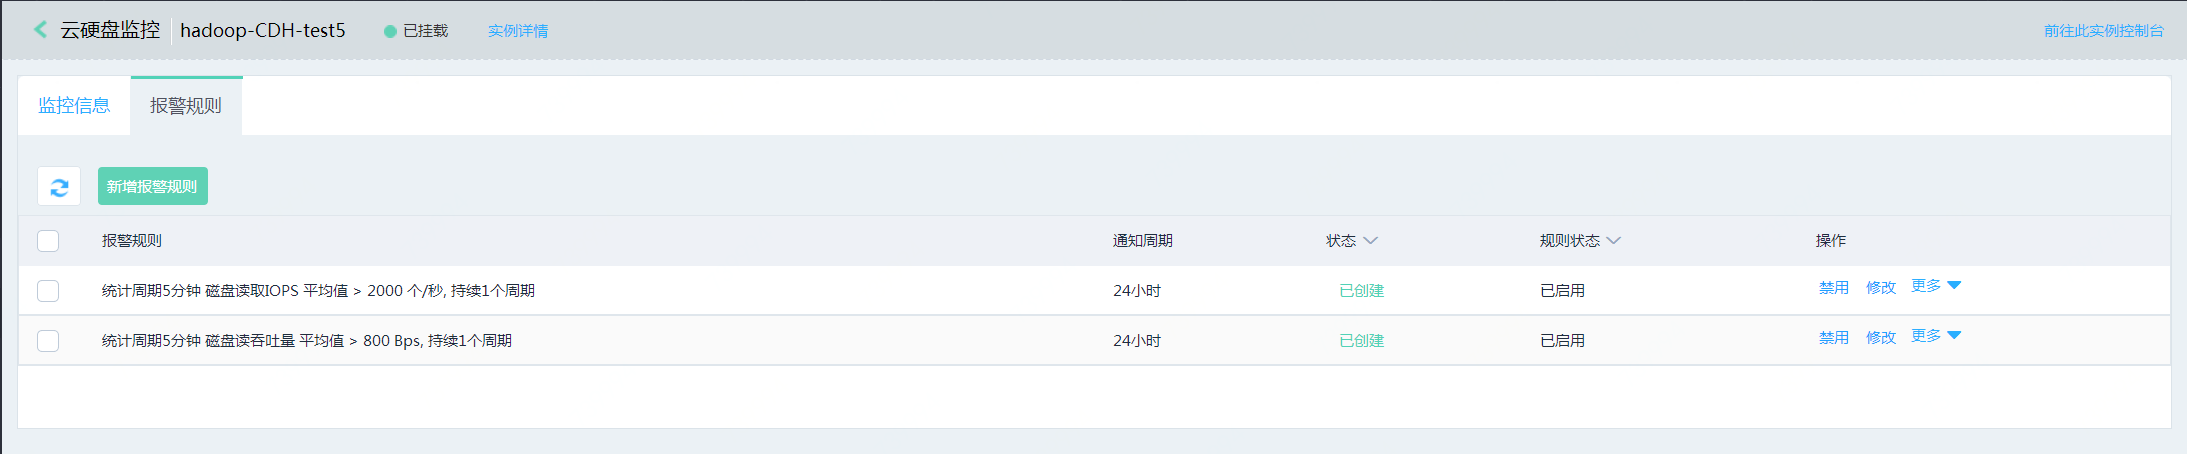 云硬盘监控 hadoop-CDH-test5 已挂载 实例详情 前往此实例控制台
监控信息 报警规则
新增报警规则
报警规则 通知周期 状态 规则状态 操作
统计周期5分钟 磁盘读取IOPS 平均值 > 2000 个/秒, 持续1个周期 24小时 已创建 已启用 禁用 修改 更多
统计周期5分钟 磁盘读吞吐量 平均值 > 800 Bps, 持续1个周期 24小时 已创建 已启用 禁用 修改 更多